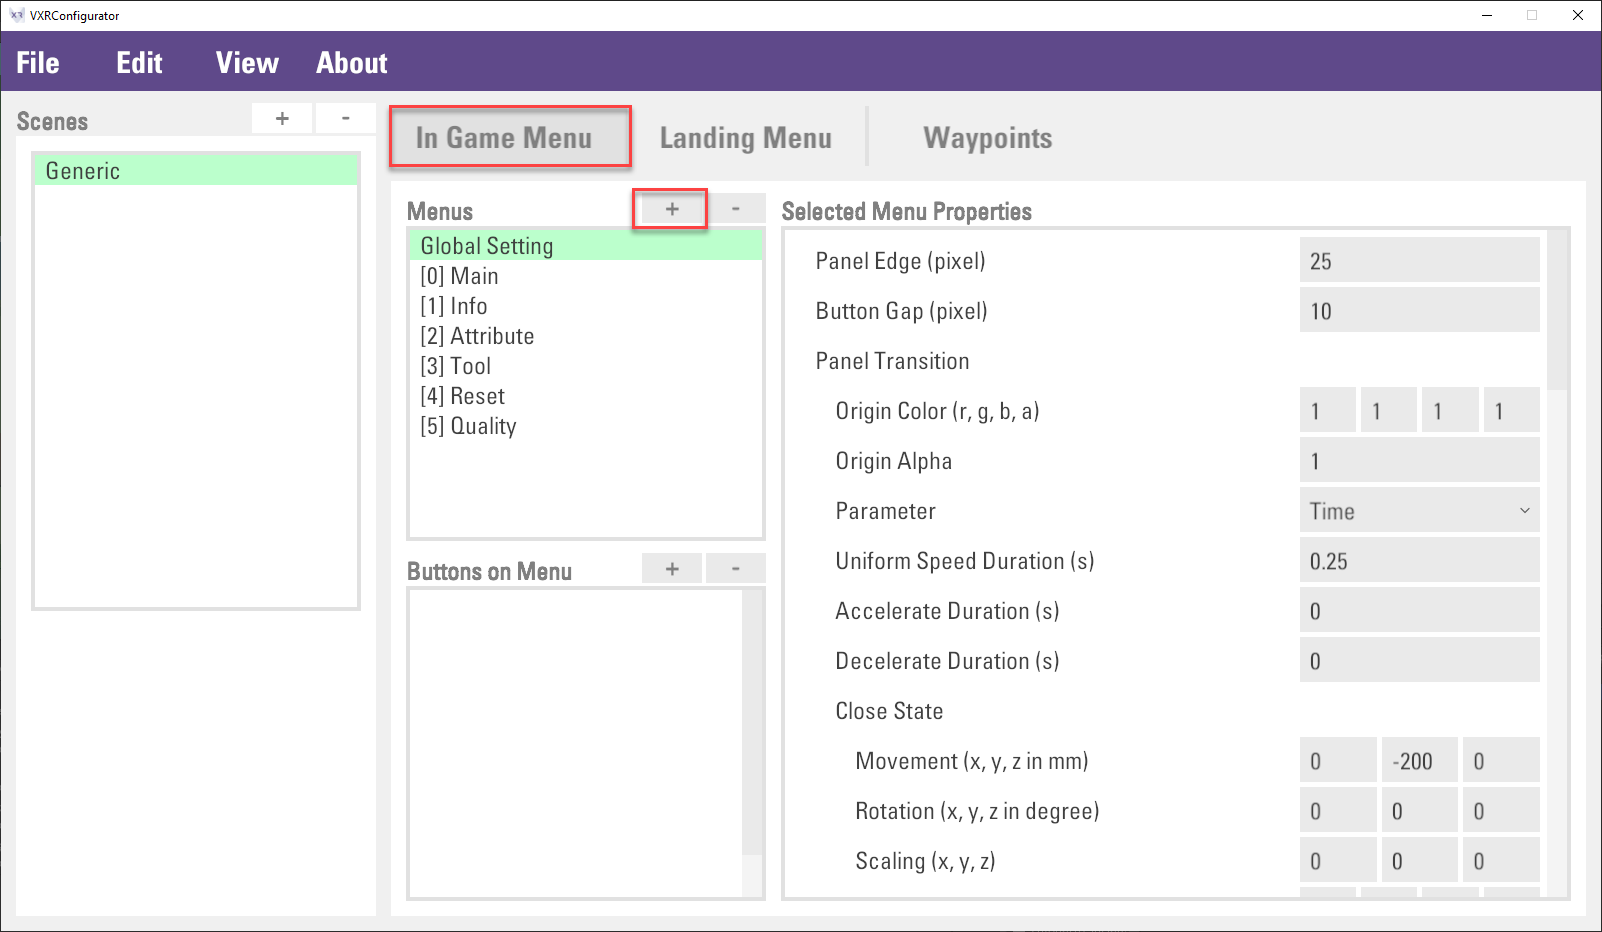 VXRConfigurator
File Edit View About
Scenes + -
Generic
In Game Menu Landing Menu Waypoints
Menus + -
Global Setting
[0] Main
[1] Info
[2] Attribute
[3] Tool
[4] Reset
[5] Quality
Buttons on Menu + -
Selected Menu Properties
Panel Edge (pixel) 25
Button Gap (pixel) 10
Panel Transition
Origin Color (r, g, b, a) 1 1 1 1
Origin Alpha 1
Parameter Time
Uniform Speed Duration (s) 0.25
Accelerate Duration (s) 0
Decelerate Duration (s) 0
Close State
Movement (x, y, z in mm) 0 -200 0
Rotation (x, y, z in degree) 0 0 0
Scaling (x, y, z) 0 0 0